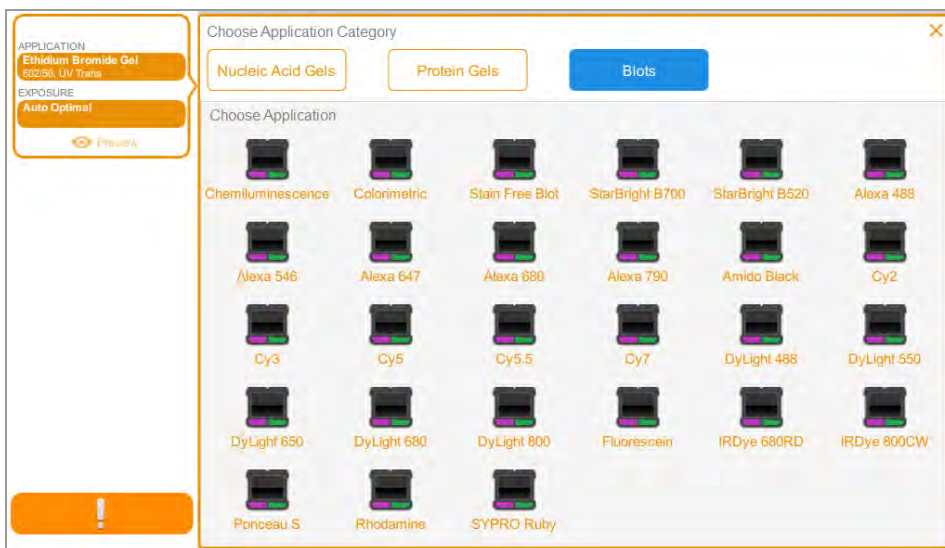 APPLICATION
Ethidium Bromide Gel
602/50, UV Trans
EXPOSURE
Auto Optimal
Preview
!
Choose Application Category
Nucleic Acid Gels Protein Gels Blots
Choose Application
Chemiluminescence Colorimetric Stain Free Blot StarBright B700 StarBright B520 Alexa 488
Alexa 546 Alexa 647 Alexa 680 Alexa 790 Amido Black Cy2
Cy3 Cy5 Cy5.5 Cy7 DyLight 488 DyLight 550
DyLight 650 DyLight 680 DyLight 800 Fluorescein IRDye 680RD IRDye 800CW
Ponceau S Rhodamine SYPRO Ruby